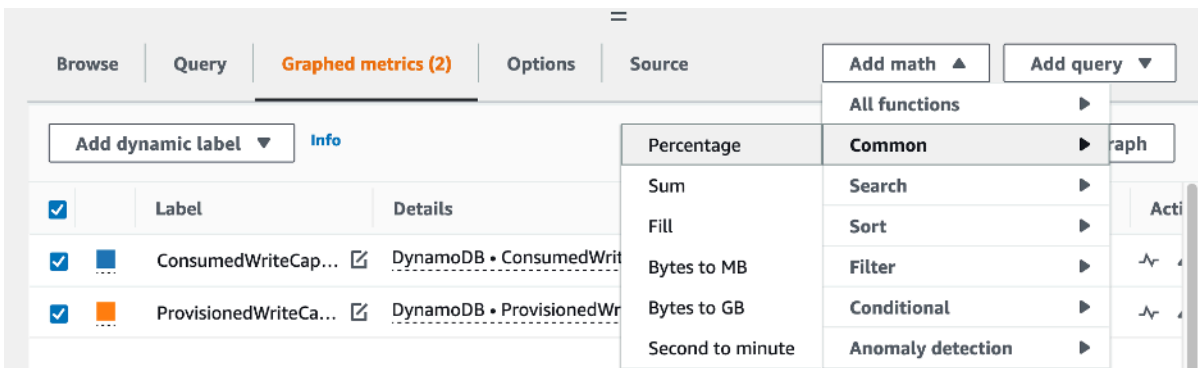 Browse Query Graphed metrics (2) Options Source Add math Add query
All functions
Add dynamic label Info
Percentage Common raph
Label Details Sum Search Acti
Fill Sort
ConsumedWriteCap... DynamoDB • ConsumedWrit
Bytes to MB Filter
ProvisionedWriteCa... DynamoDB • ProvisionedWr
Bytes to GB Conditional
Second to minute Anomaly detection